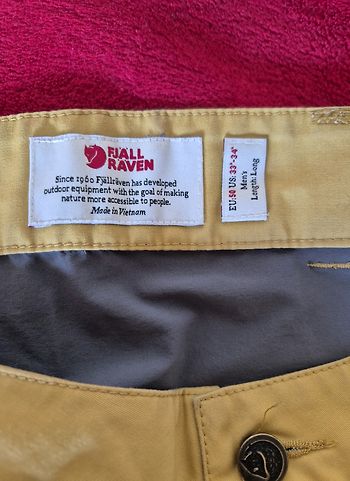 FJÄLL
RÄVEN
Since 1960 Fjällräven has developed
outdoor equipment with the goal of making
nature more accessible to people.
Made in Vietnam
EU:50 US: 33"-34"
Men's
Length: Long